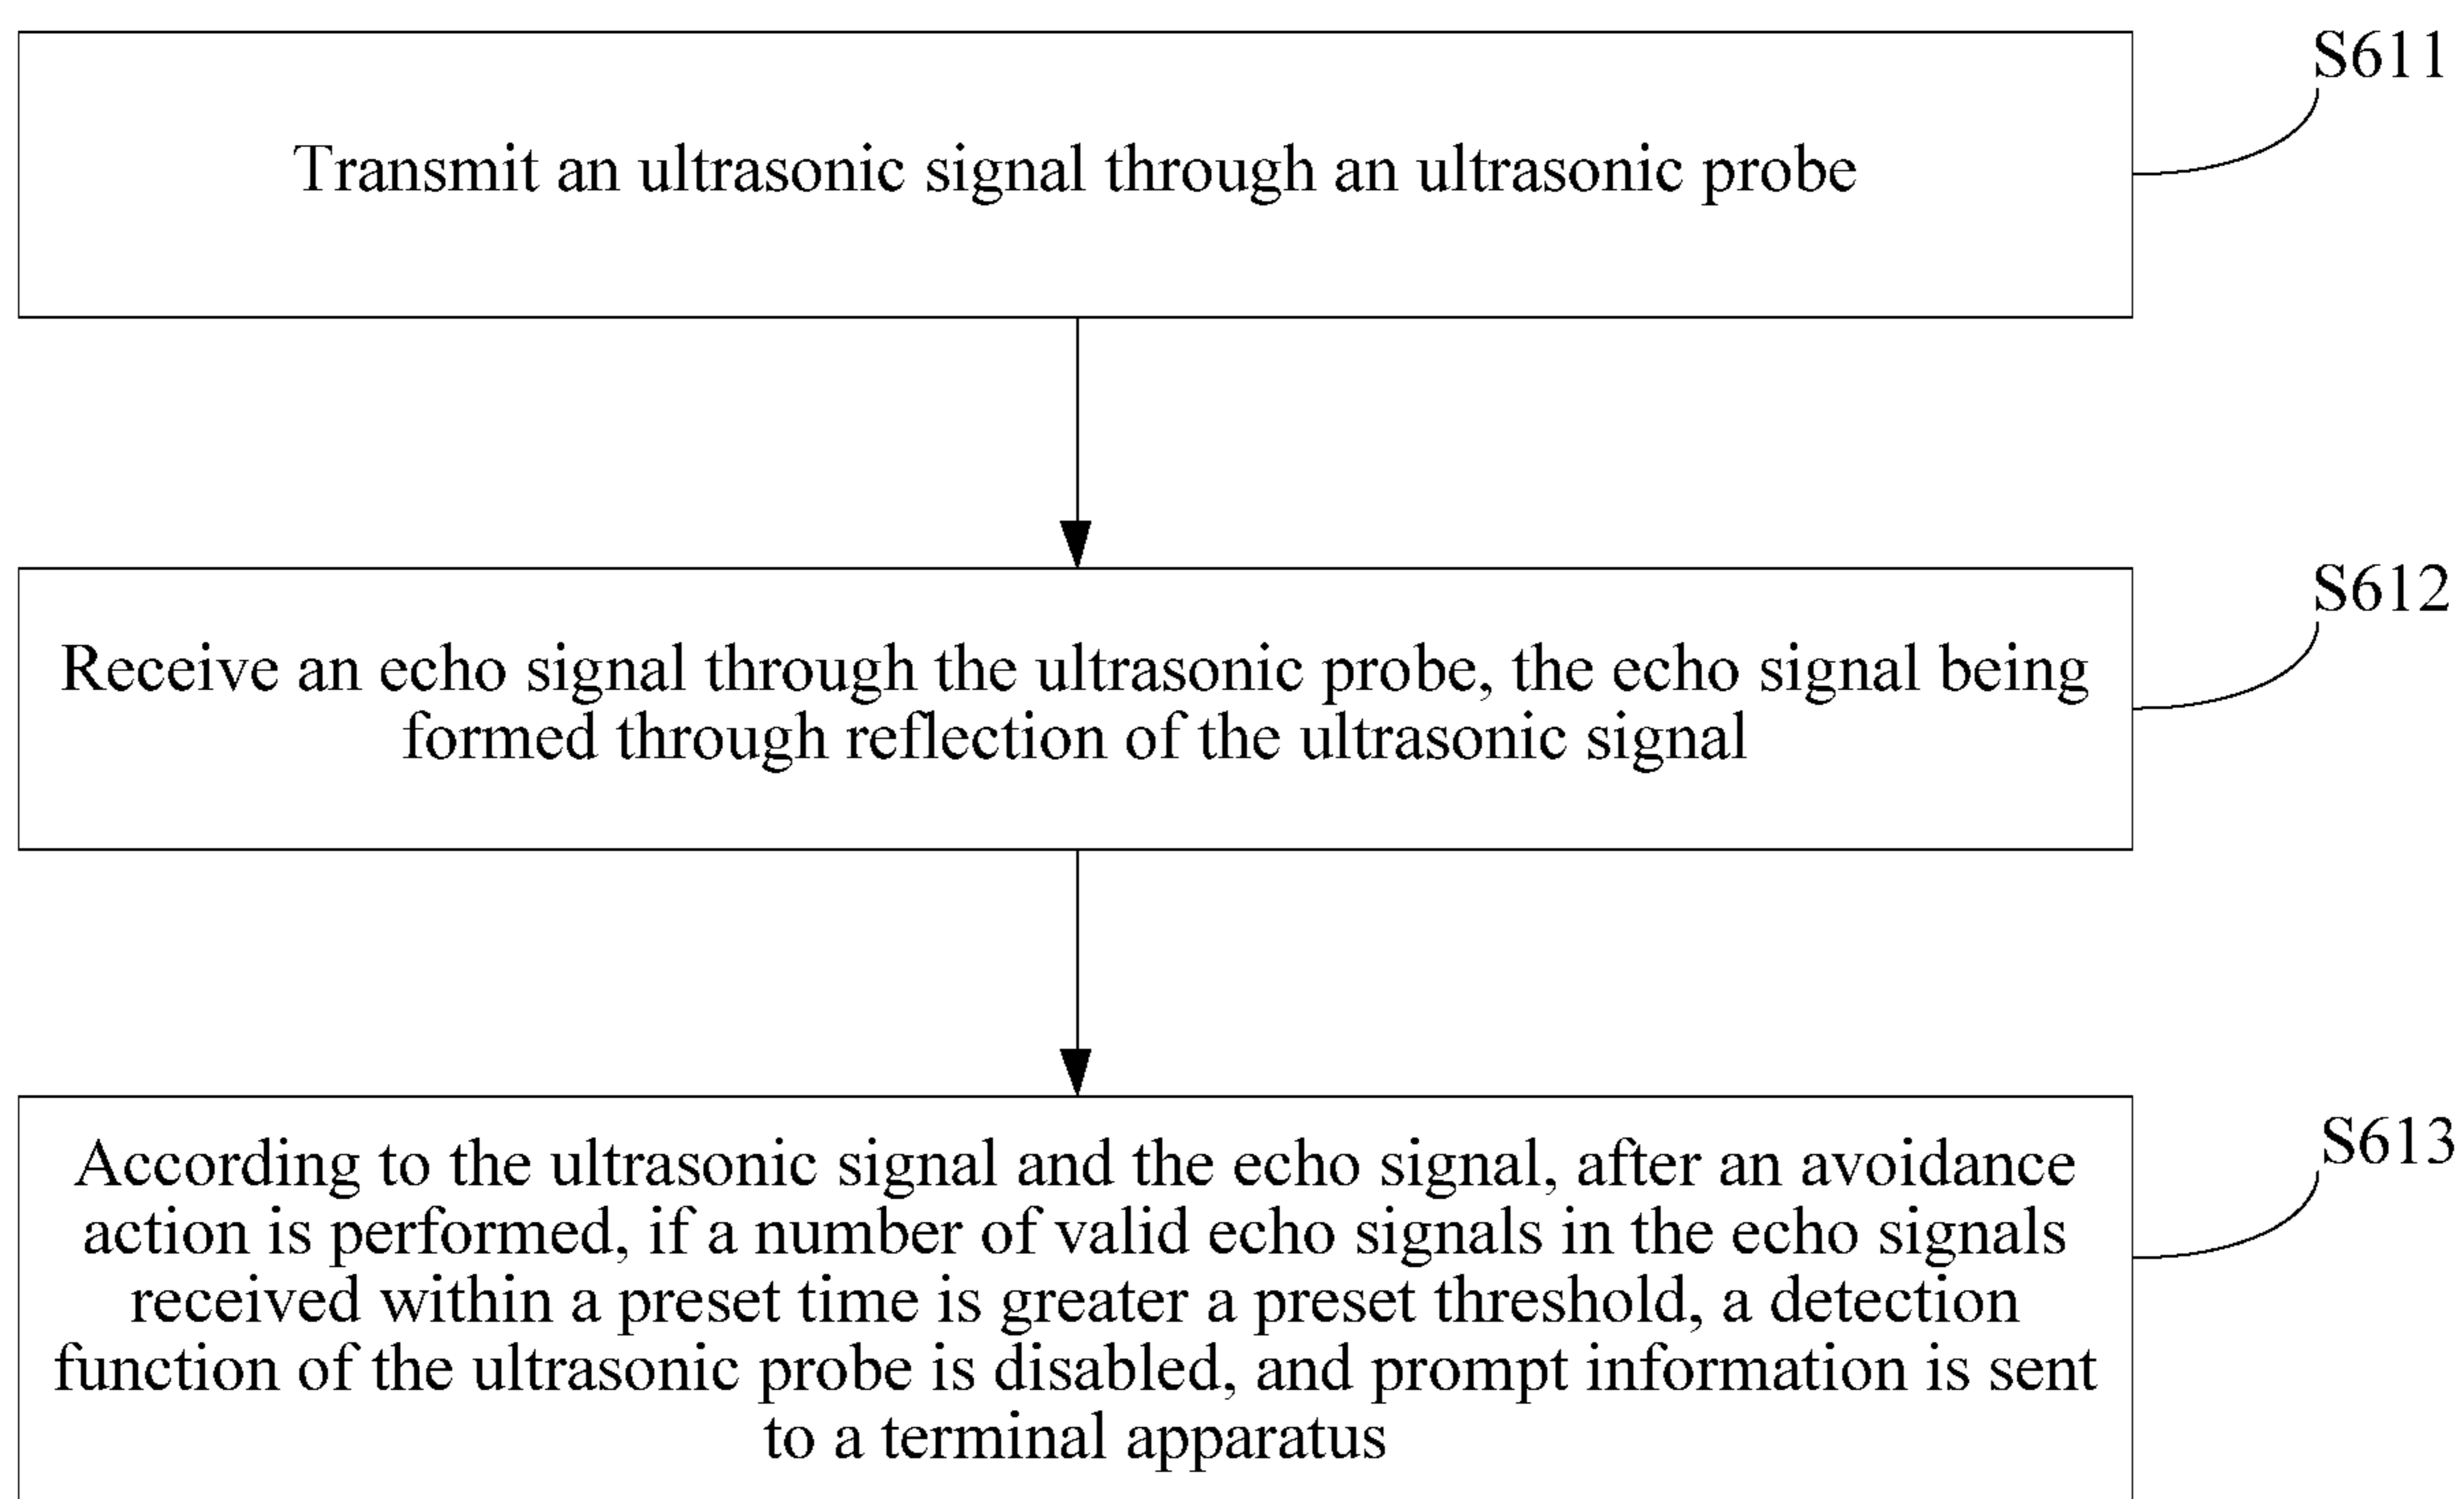 S611
Transmit an ultrasonic signal through an ultrasonic probe
S612
Receive an echo signal through the ultrasonic probe, the echo signal being
formed through reflection of the ultrasonic signal
S613
According to the ultrasonic signal and the echo signal, after an avoidance
action is performed, if a number of valid echo signals in the echo signals
received within a preset time is greater a preset threshold, a detection
function of the ultrasonic probe is disabled, and prompt information is sent
to a terminal apparatus